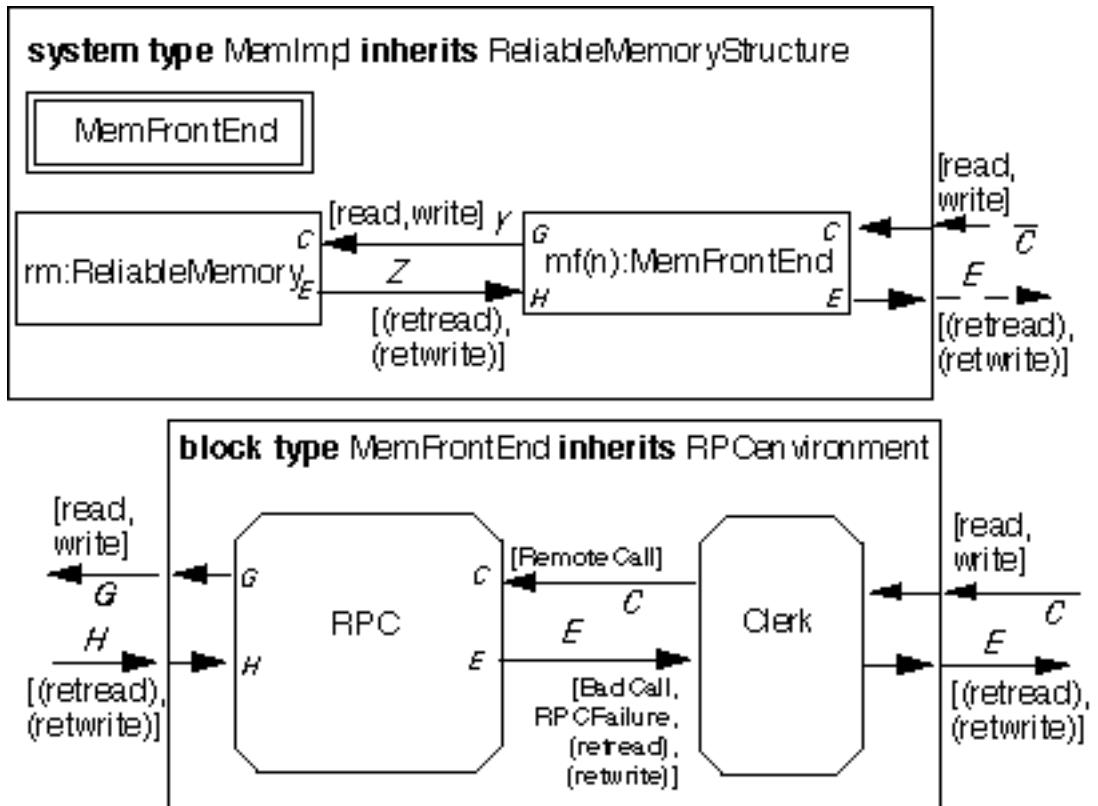 system type MemImpl inherits ReliableMemoryStructure
MemFrontEnd
[read,
write]
[read,write] Y
C
G
C
C
rm:ReliableMemory
mf(n):MemFrontEnd
E
Z
H
E
E
[(retread),
(retwrite)]
[(retread),
(retwrite)]
block type MemFrontEnd inherits RPCenvironment
[read,
write]
[read,
write]
[RemoteCall]
G
G
C
C
C
RPC
Clerk
H
H
E
E
E
[(retread),
(retwrite)]
[BadCall,
RPCFailure,
(retread),
(retwrite)]
[(retread),
(retwrite)]